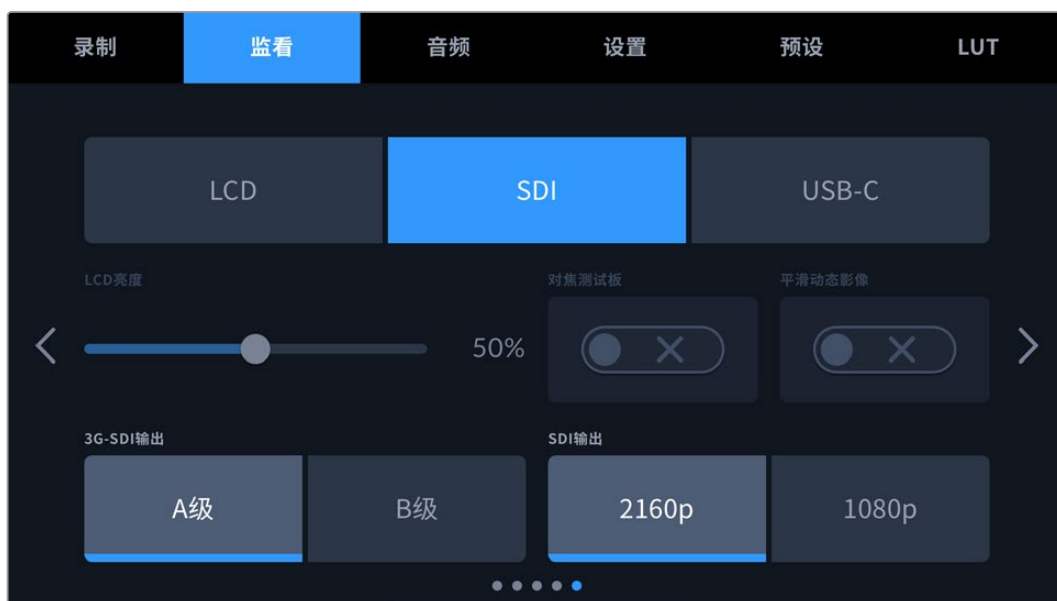 录制 监看 音频 设置 预设 LUT
LCD SDI USB-C
LCD亮度 对焦测试板 平滑动态影像
50%
3G-SDI输出 SDI输出
A级 B级 2160p 1080p